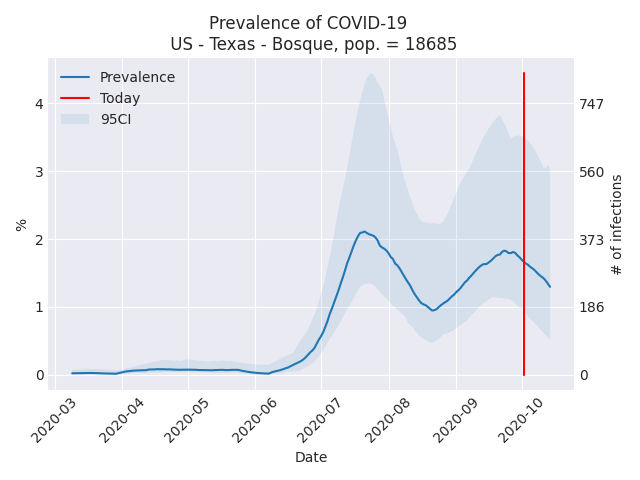 Prevalence of COVID-19
US - Texas - Bosque, pop. = 18685
Prevalence
Today
95CI
4
3
2
1
0
%
747
560
373
186
0
# of infections
2020-03
2020-04
2020-05
2020-06
2020-07
2020-08
2020-09
2020-10
Date